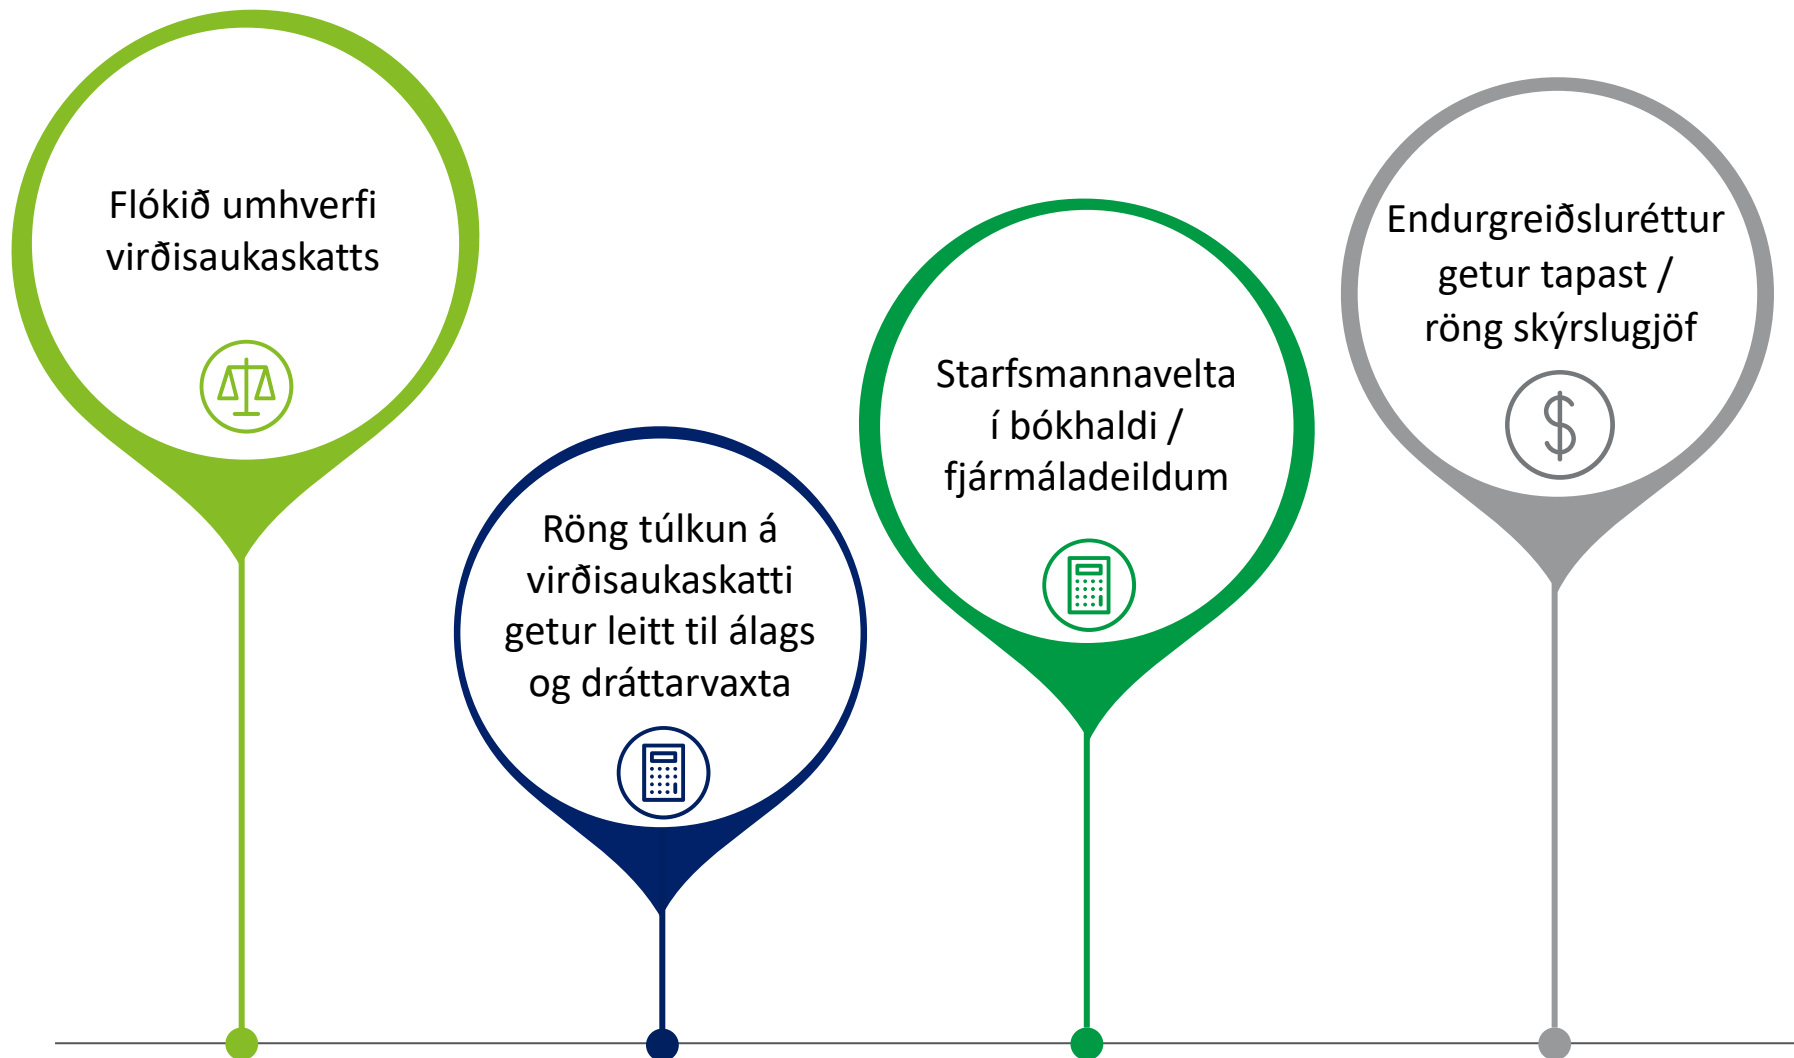 Flókið umhverfi
virðisaukaskatts
Röng túlkun á
virðisaukaskatti
getur leitt til álags
og dráttarvaxta
Starfsmannavelta
í bókhaldi /
fjármáladeildum
Endurgreiðsluréttur
getur tapast /
röng skýrslugjöf